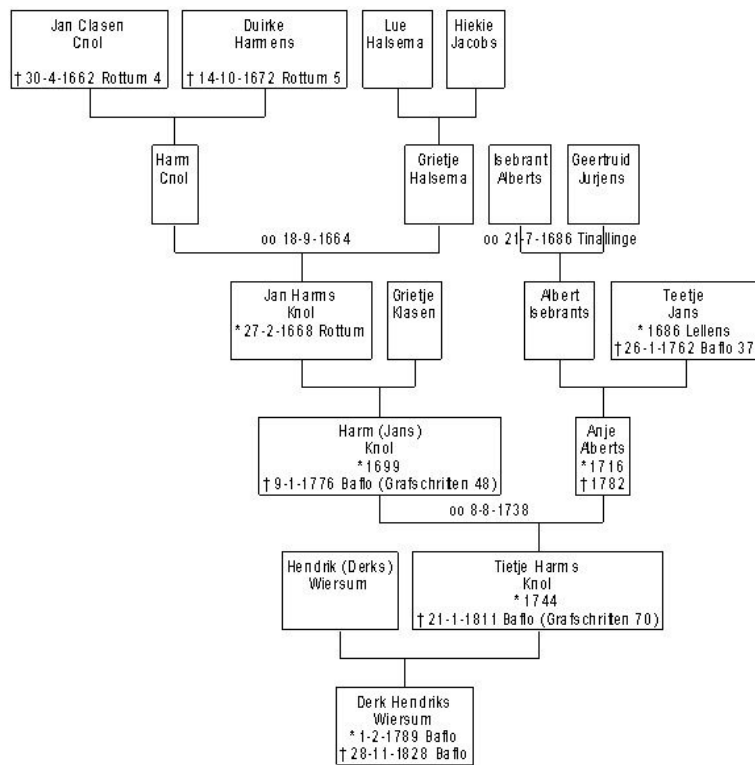 Jan Clasen
Cnol
†30-4-1662 Rottum 4
Duirke
Harmens
†14-10-1672 Rottum 5
Lue
Halsema
Hiekie
Jacobs
Harm
Cnol
Grietje
Halsema
Isebrant
Alberts
Geertruid
Jurjens
oo 18-9-1664
oo 21-7-1686 Tinallinge
Jan Harms
Knol
*27-2-1668 Rottum
Grietje
Klasen
Albert
Isebrants
Teetje
Jans
*1686 Lellens
†26-1-1762 Baflo 37
Harm (Jans)
Knol
*1699
†9-1-1776 Baflo (Grafschriften 48)
Anje
Alberts
*1716
†1782
oo 8-8-1738
Hendrik (Derks)
Wiersum
Tietje Harms
Knol
*1744
†21-1-1811 Baflo (Grafschriften 70)
Derk Hendriks
Wiersum
*1-2-1789 Baflo
†28-11-1828 Baflo